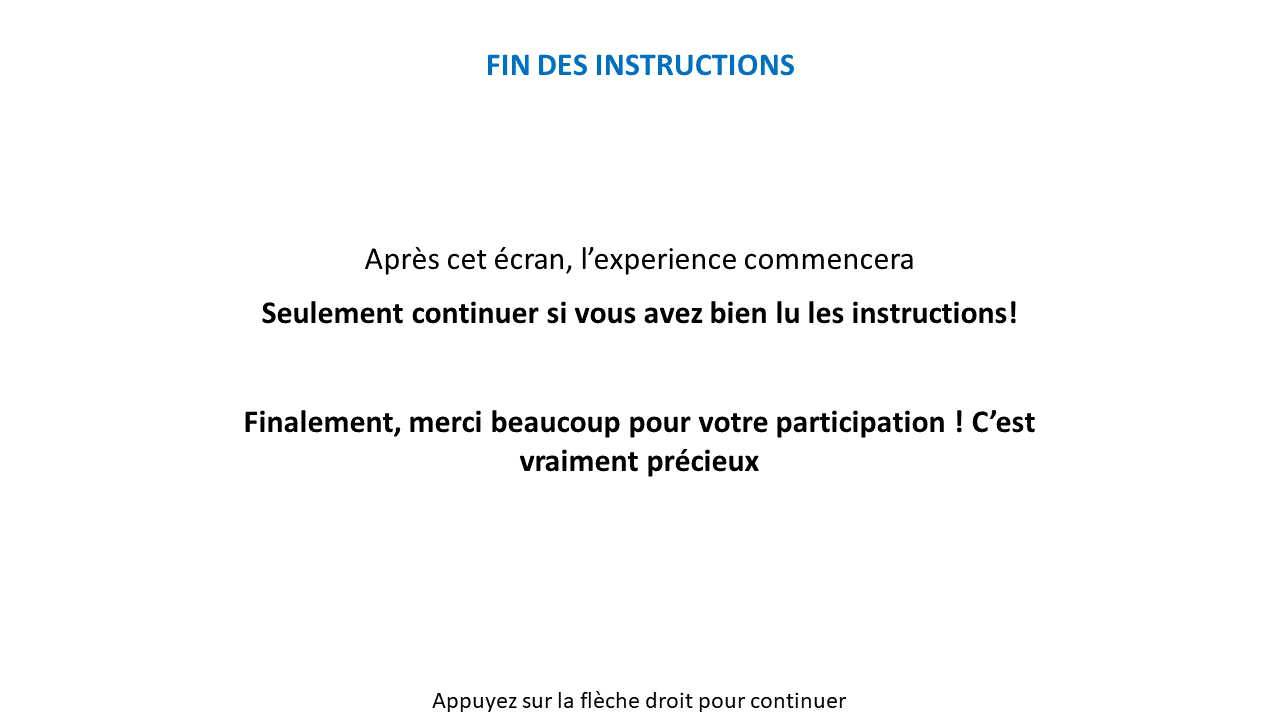 FIN DES INSTRUCTIONS
Après cet écran, l’experience commencera
Seulement continuer si vous avez bien lu les instructions!
Finalement, merci beaucoup pour votre participation ! C’est
vraiment précieux
Appuyez sur la flèche droit pour continuer